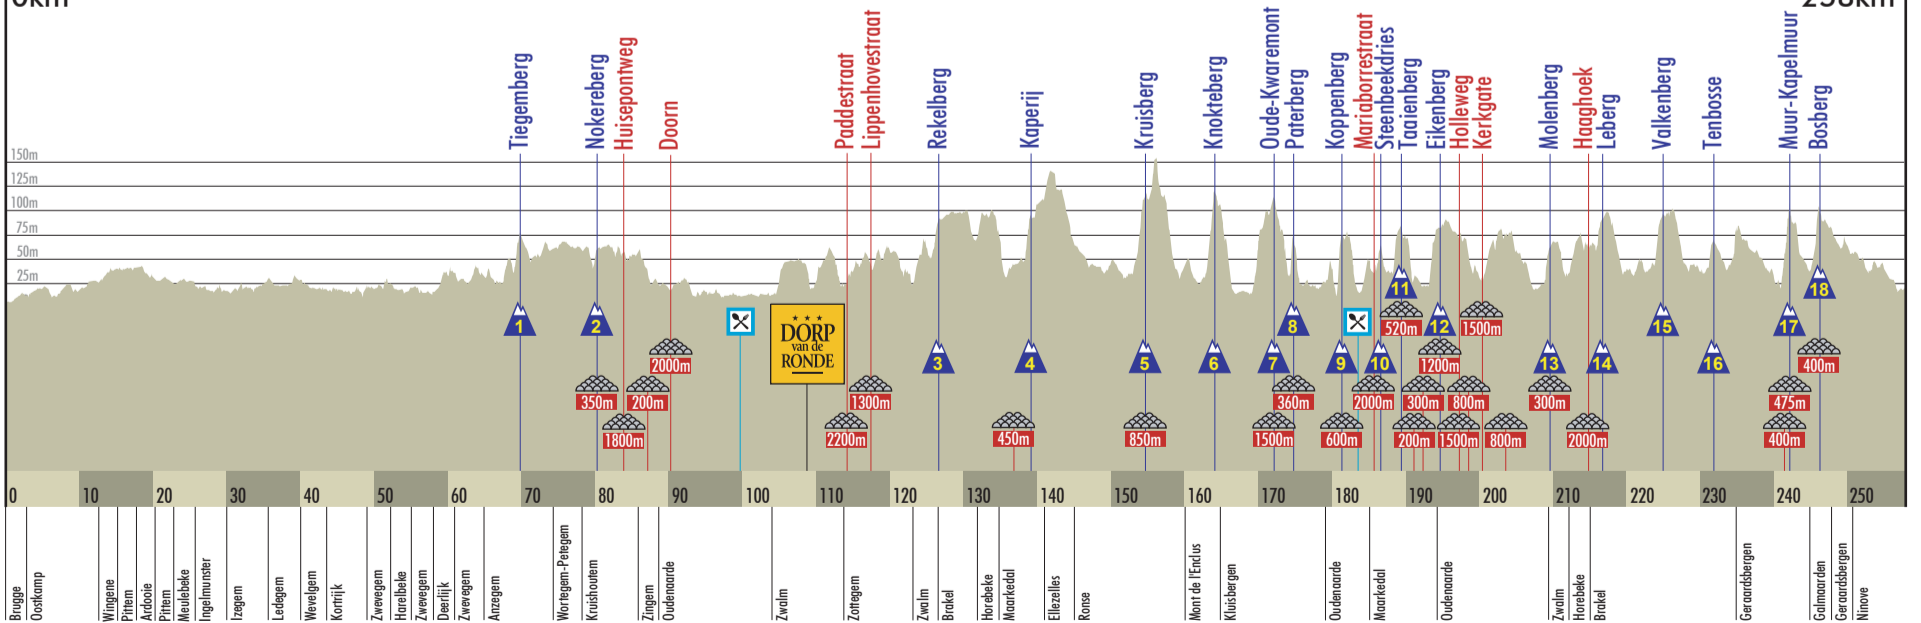 0km
258km
Tiegemberg
Nokereberg
Huisepontweg
Doorn
Paddestraat
Lippenhovestraat
Rekelberg
Kaperij
Kruisberg
Knokteberg
Oude-Kwaremont
Paterberg
Koppenberg
Mariaborrestraat
Steenbeekdries
Taaienberg
Eikenberg
Holleweg
Kerkgate
Molenberg
Haaghoek
Leberg
Valkenberg
Tenbosse
Muur-Kapelmuur
Bosberg
150m
125m
100m
75m
50m
25m
1
2
3
4
5
6
7
8
9
10
11
12
13
14
15
16
17
18
DORP
van de
RONDE
350m
1800m
200m
2000m
2200m
1300m
450m
850m
1500m
360m
600m
2000m
520m
200m
300m
1200m
1500m
800m
1500m
800m
300m
2000m
400m
475m
400m
0 10 20 30 40 50 60 70 80 90 100 110 120 130 140 150 160 170 180 190 200 210 220 230 240 250
Brugge
Oostkamp
Wingene
Pittem
Ardooie
Pittem
Meulebeke
Ingelmunster
Izegem
Ledegem
Wevelgem
Kortrijk
Zwevegem
Harelbeke
Zwevegem
Deerlijk
Zwevegem
Anzegem
Wortegem-Petegem
Kruishoutem
Zingem
Oudenaarde
Zwalm
Zottegem
Zwalm
Brakel
Horebeke
Maarkedal
Ellezelles
Ronse
Mont de l'Enclus
Kluisbergen
Oudenaarde
Maarkedal
Oudenaarde
Zwalm
Horebeke
Brakel
Geraardsbergen
Galmaarden
Geraardsbergen
Ninove